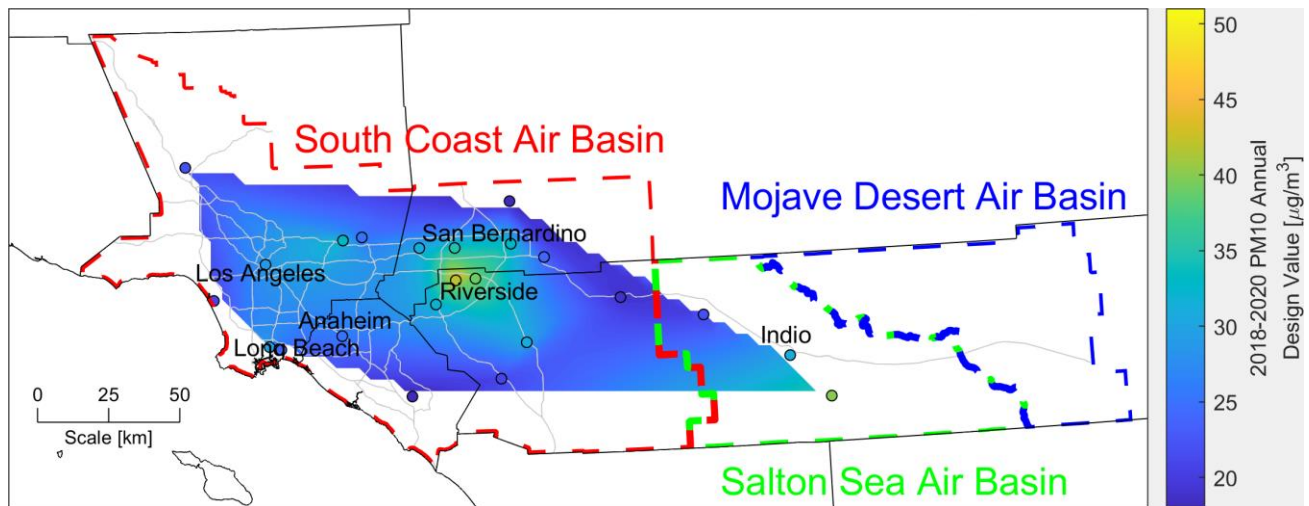 South Coast Air Basin
Mojave Desert Air Basin
San Bernardino
Los Angeles
Riverside
Anaheim
Indio
Long Beach
0 25 50
Scale [km]
Salton Sea Air Basin
50
45
40
35
30
25
20
2018-2020 PM10 Annual
Design Value [µg/m³]